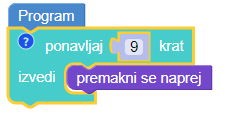 Program
? ponavljaj 9 krat
izvedi premakni se naprej